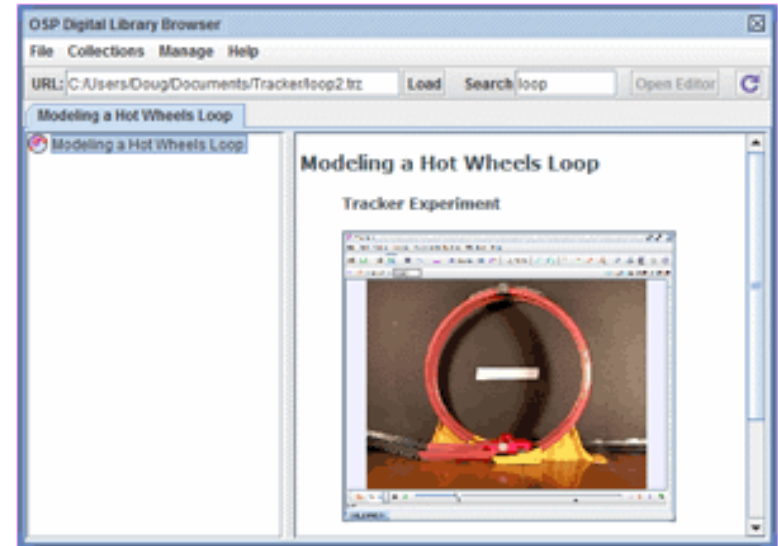 OSP Digital Library Browser
File Collections Manage Help
URL: C:/Users/Doug/Documents/Tracker/loop2.trz Load Search loop Open Editor
Modeling a Hot Wheels Loop
Modeling a Hot Wheels Loop
Modeling a Hot Wheels Loop
Tracker Experiment